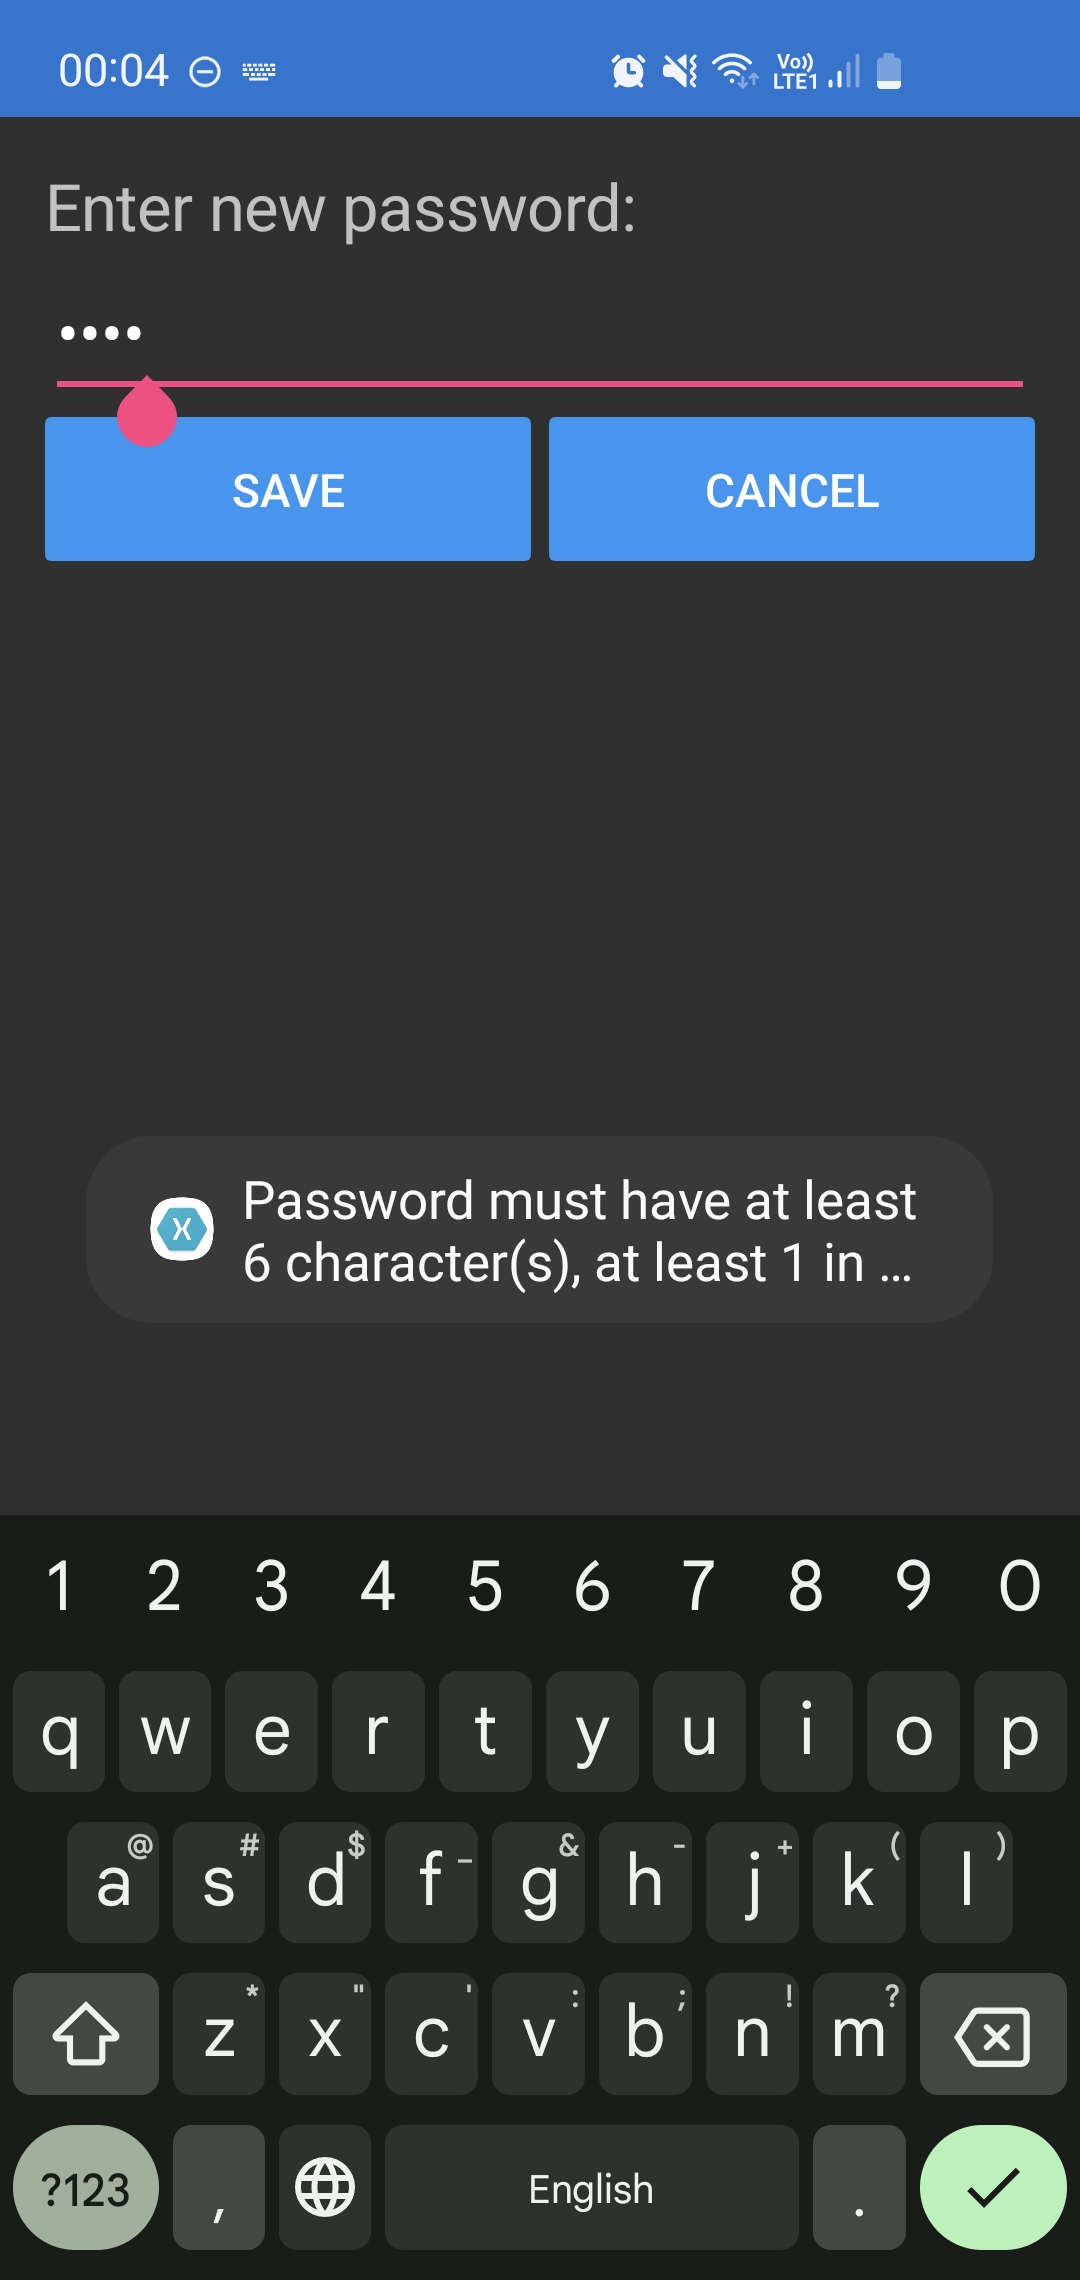 00:04 Vo)) LTE1
Enter new password:
••••
SAVE CANCEL
Password must have at least
6 character(s), at least 1 in ...
1 2 3 4 5 6 7 8 9 0
q w e r t y u i o p
@ # $ _ & - + ( )
a s d f g h j k l
* " ' : ; ! ?
z x c v b n m
?123 , English .